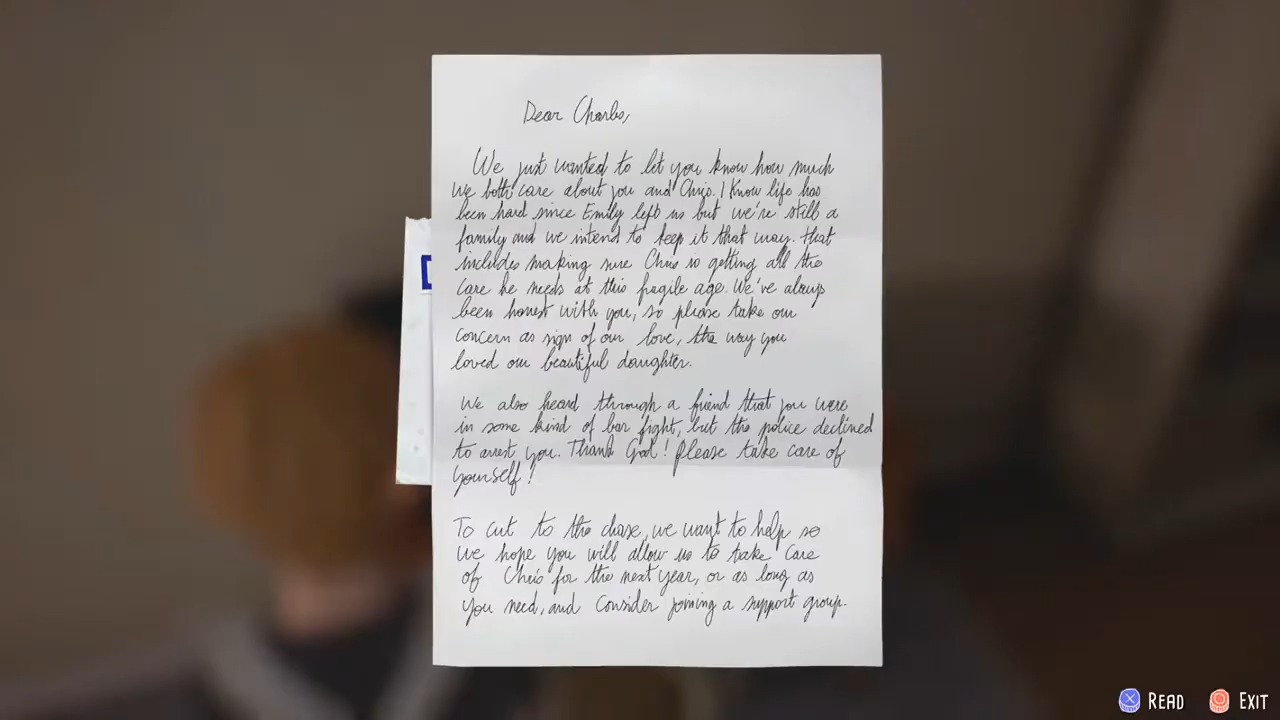 Dear Charles,
We just wanted to let you know how much
we both care about you and Chris. I know life has
been hard since Emily left us but we're still a
family and we intend to keep it that way. That
includes making sure Chris is getting all the
care he needs at this fragile age. We've always
been honest with you, so please take our
concern as sign of our love, the way you
loved our beautiful daughter.
We also heard through a friend that you were
in some kind of bar fight, but the police declined
to arrest you. Thank God! Please take care of
yourself!
To cut to the chase, we want to help so
we hope you will allow us to take care
of Chris for the next year, or as long as
you need, and consider joining a support group.
READ EXIT